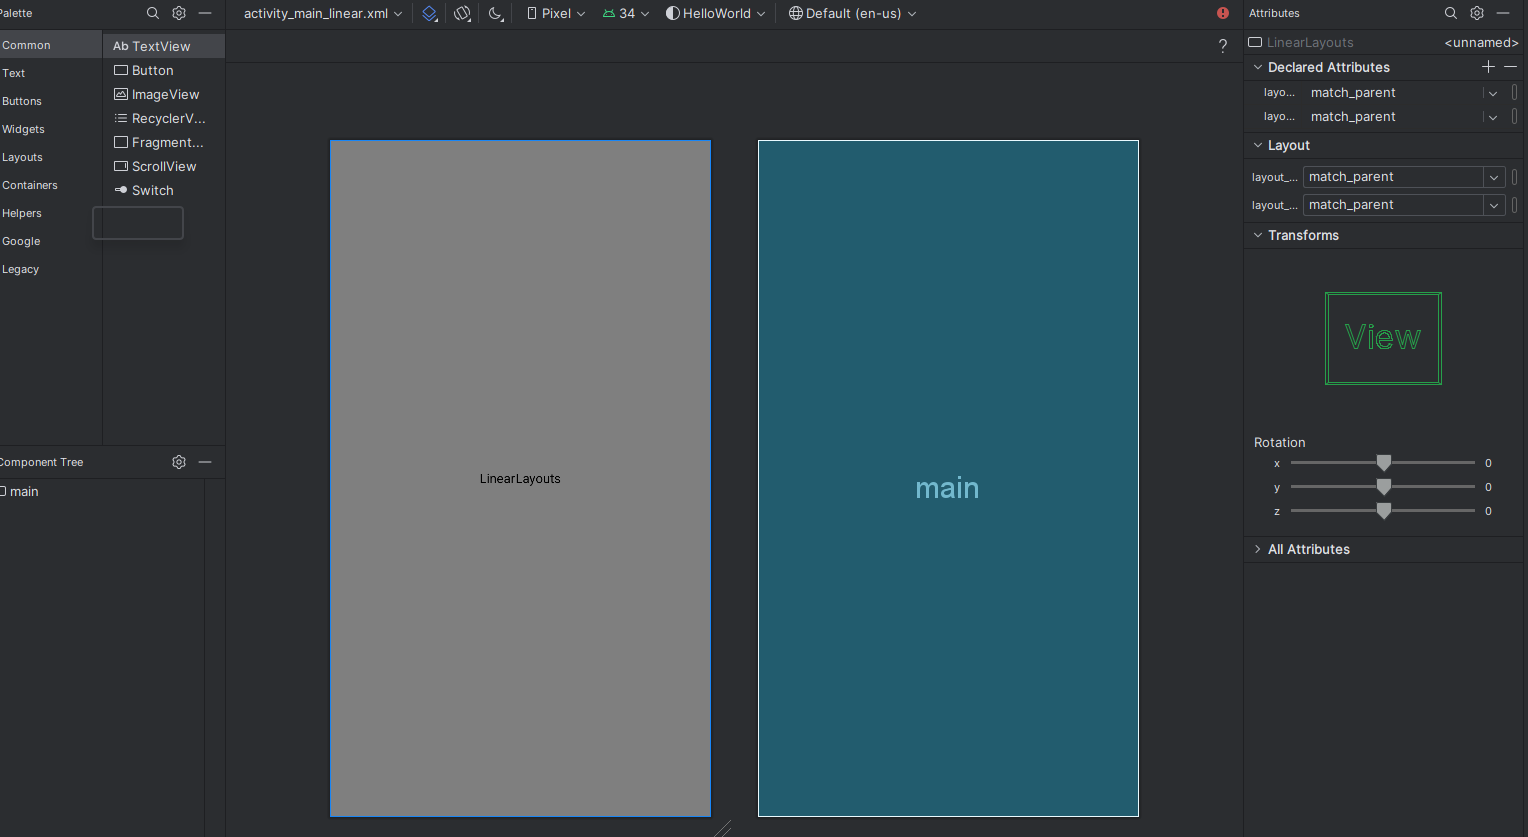 Palette
activity_main_linear.xml
Pixel
34
HelloWorld
Default (en-us)
Attributes
Common
Text
Buttons
Widgets
Layouts
Containers
Helpers
Google
Legacy
Ab TextView
Button
ImageView
RecyclerV...
Fragment...
ScrollView
Switch
Component Tree
main
?
LinearLayouts
main
LinearLayouts
<unnamed>
Declared Attributes
layo... match_parent
layo... match_parent
Layout
layout_... match_parent
layout_... match_parent
Transforms
View
Rotation
x 0
y 0
z 0
All Attributes